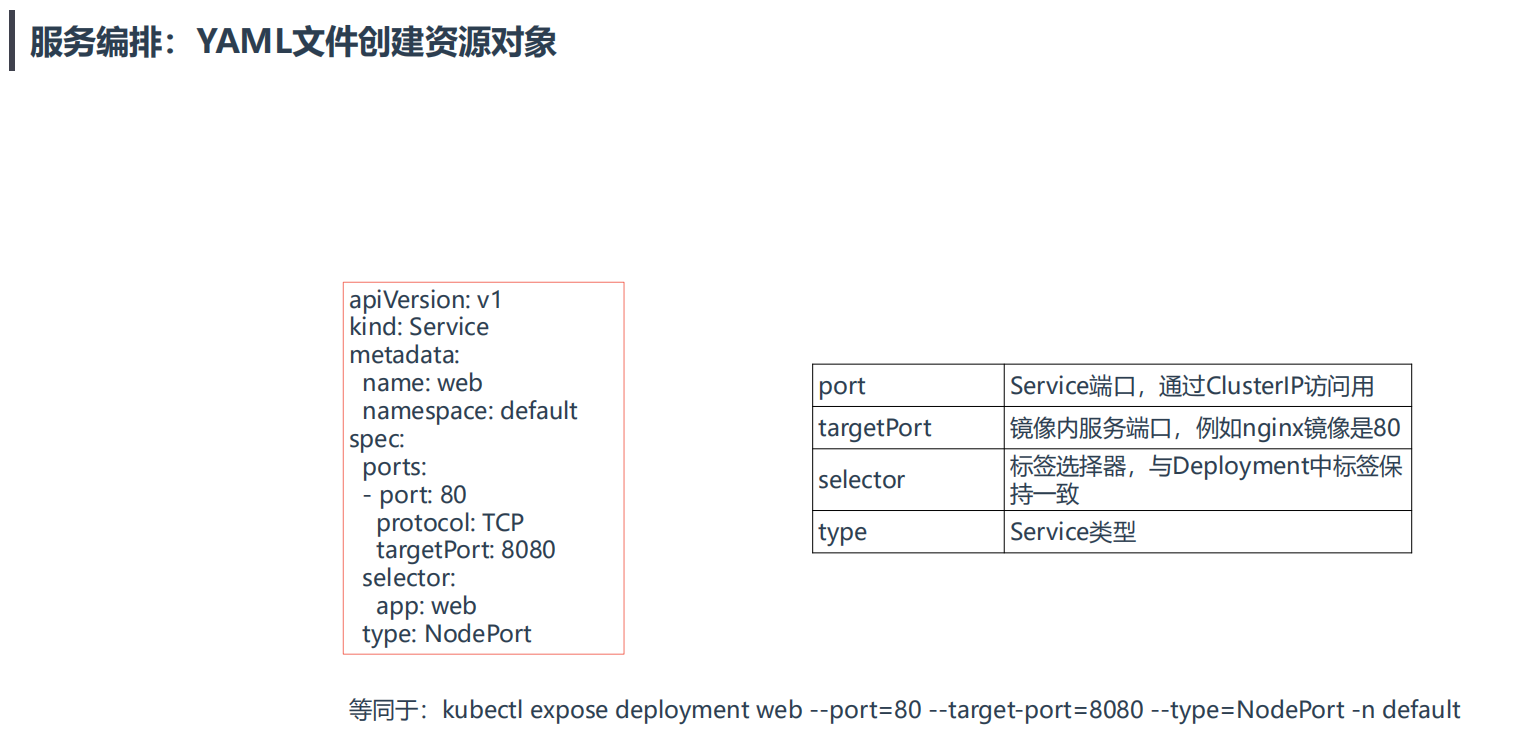 服务编排：YAML文件创建资源对象
apiVersion: v1
kind: Service
metadata:
  name: web
  namespace: default
spec:
  ports:
  - port: 80
    protocol: TCP
    targetPort: 8080
  selector:
    app: web
  type: NodePort
port Service端口，通过ClusterIP访问用
targetPort 镜像内服务端口，例如nginx镜像是80
selector 标签选择器，与Deployment中标签保
持一致
type Service类型
等同于：kubectl expose deployment web --port=80 --target-port=8080 --type=NodePort -n default